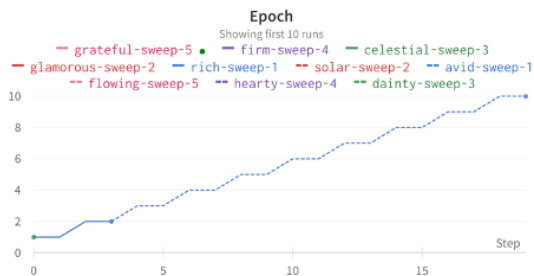 Epoch
Showing first 10 runs
grateful-sweep-5 firm-sweep-4 celestial-sweep-3
glamorous-sweep-2 rich-sweep-1 solar-sweep-2 avid-sweep-1
flowing-sweep-5 hearty-sweep-4 dainty-sweep-3
10
8
6
4
2
0
Step
0 5 10 15